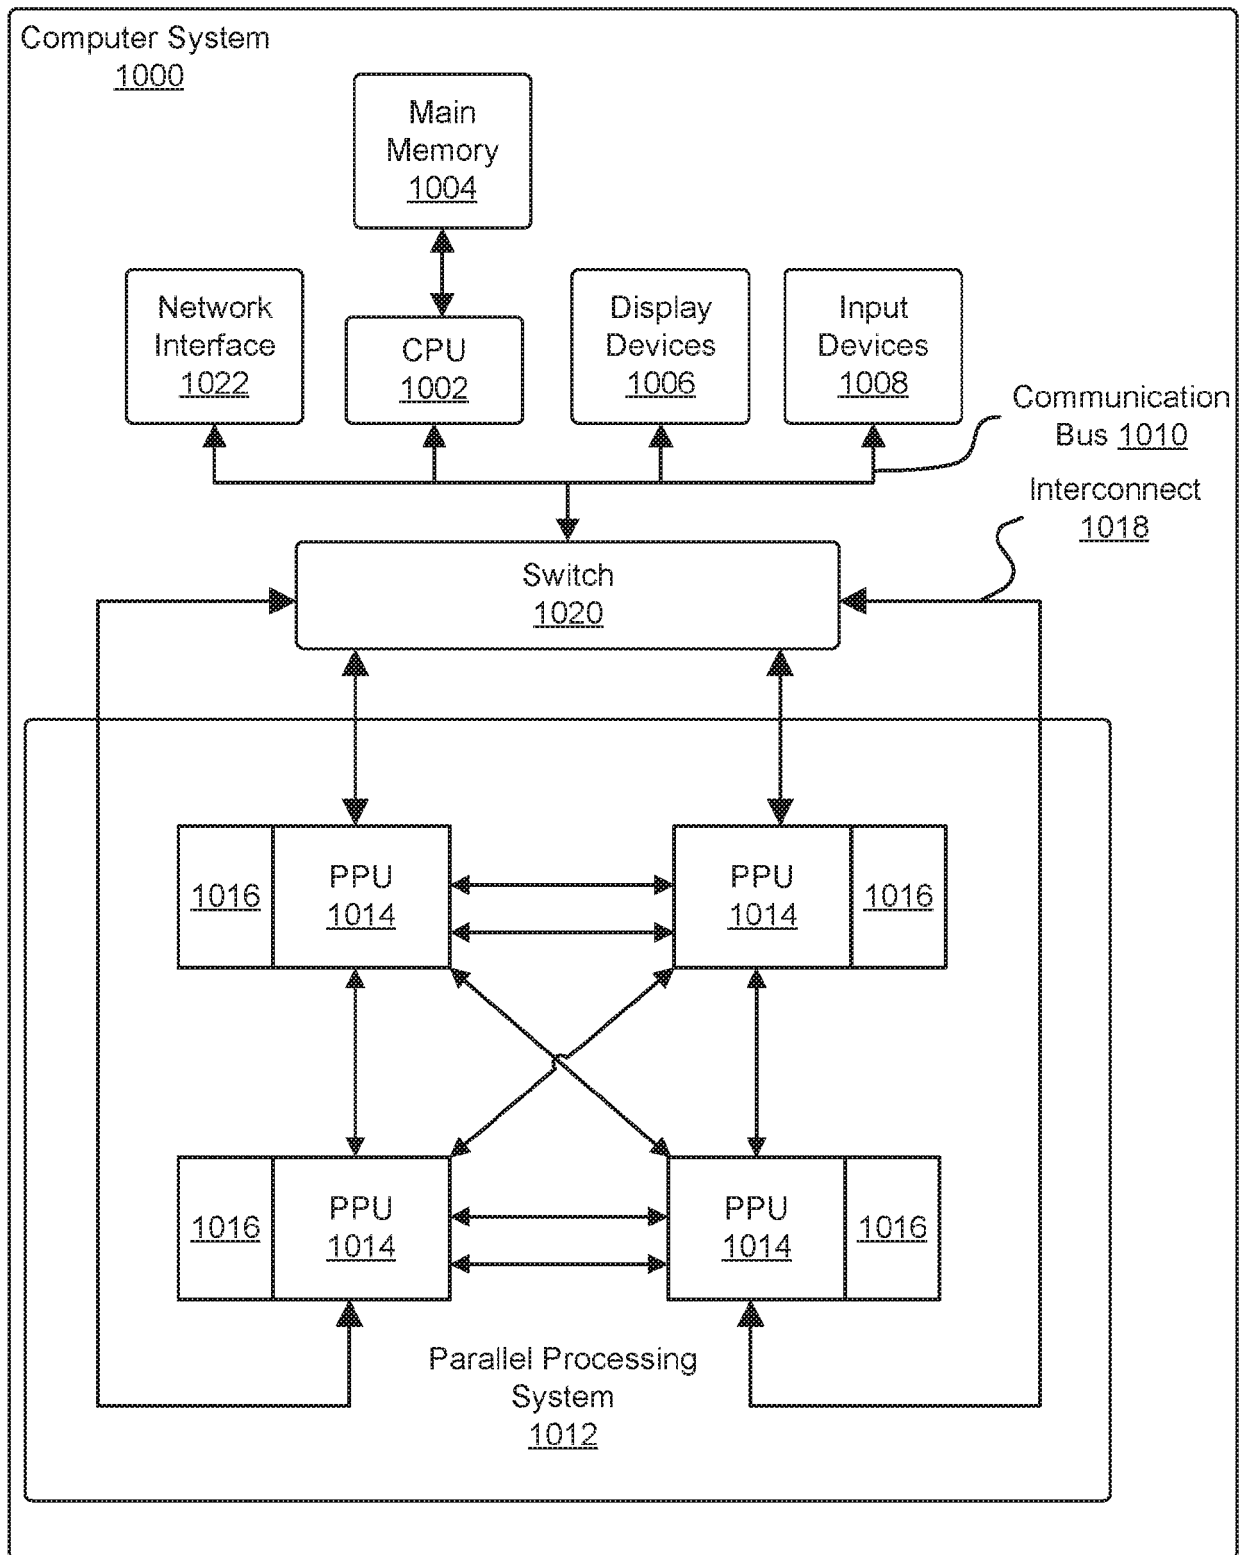 Computer System
1000
Main
Memory
1004
Network
Interface
1022
CPU
1002
Display
Devices
1006
Input
Devices
1008
Communication
Bus 1010
Interconnect
1018
Switch
1020
1016
PPU
1014
PPU
1014
1016
1016
PPU
1014
PPU
1014
1016
Parallel Processing
System
1012